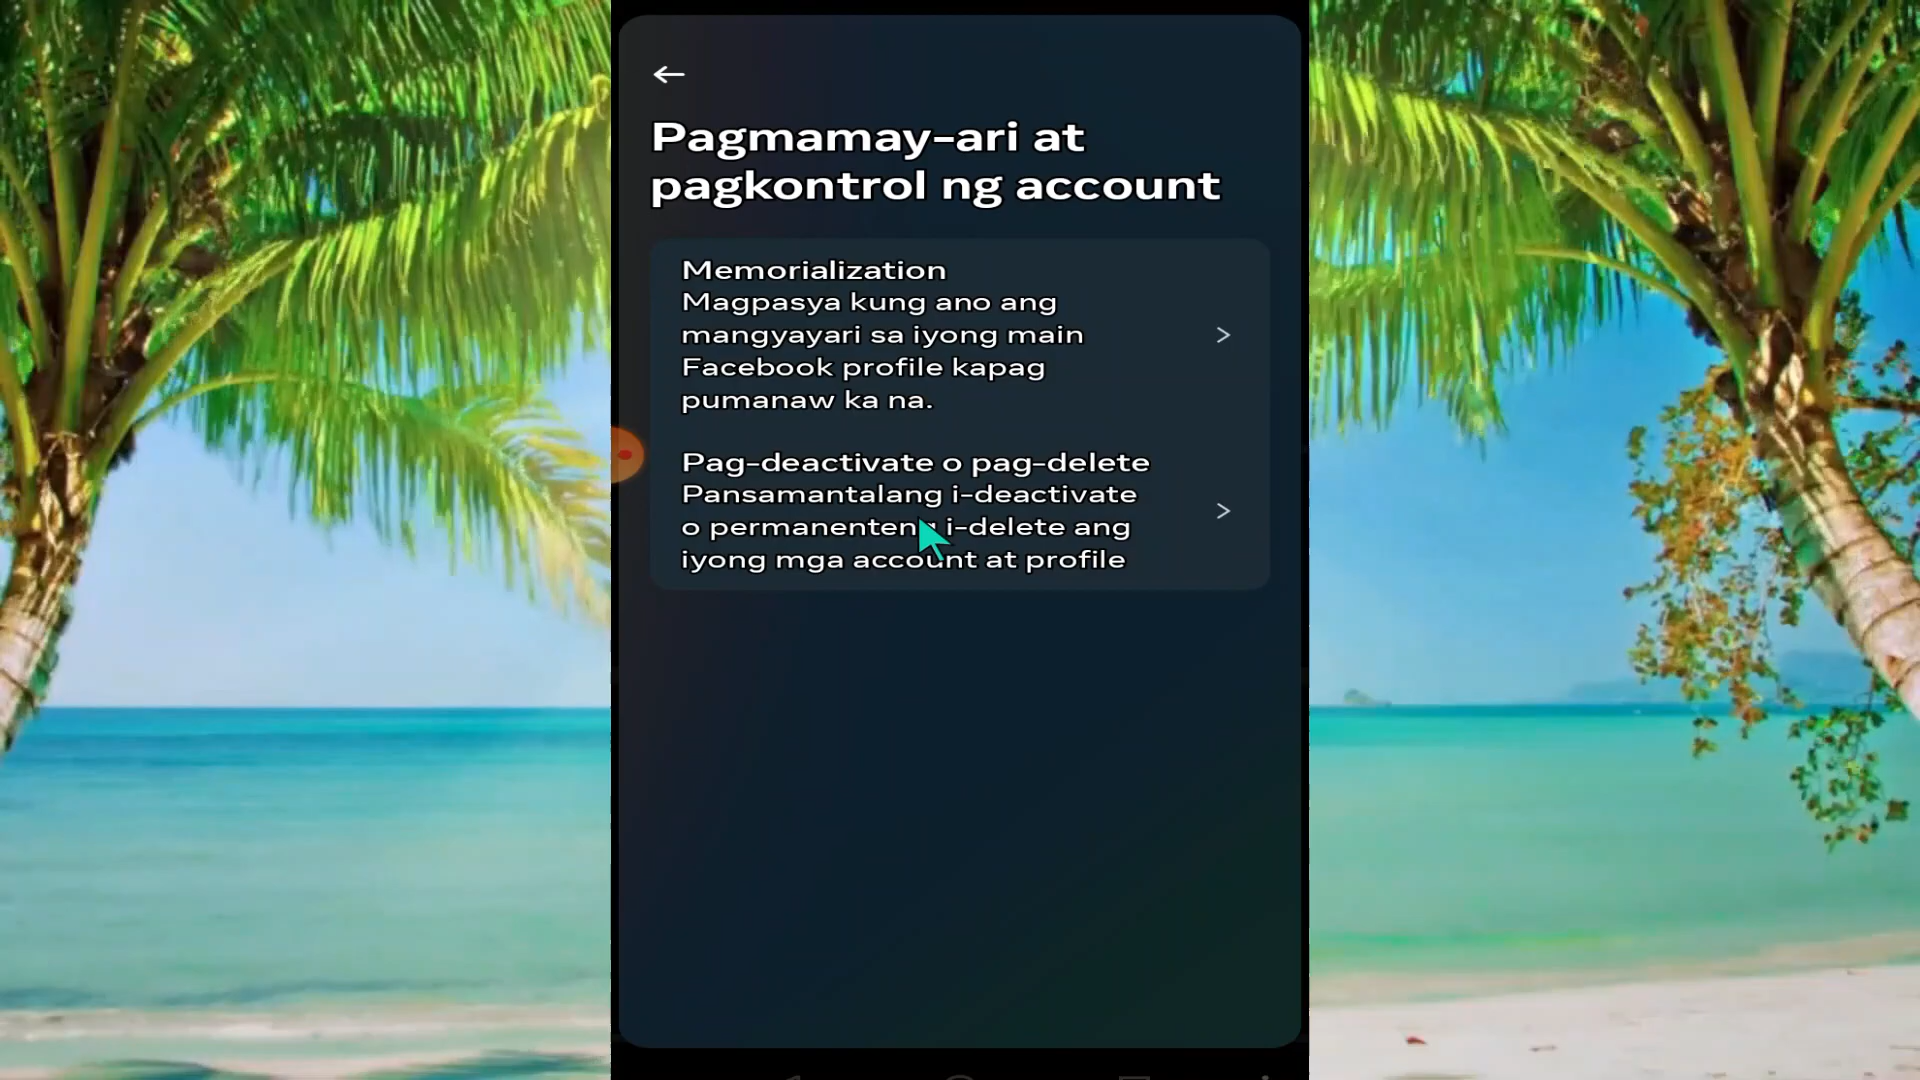 Pagmamay-ari at
pagkontrol ng account
Memorialization
Magpasya kung ano ang
mangyayari sa iyong main
Facebook profile kapag
pumanaw ka na.
Pag-deactivate o pag-delete
Pansamantalang i-deactivate
o permanenteng i-delete ang
iyong mga account at profile